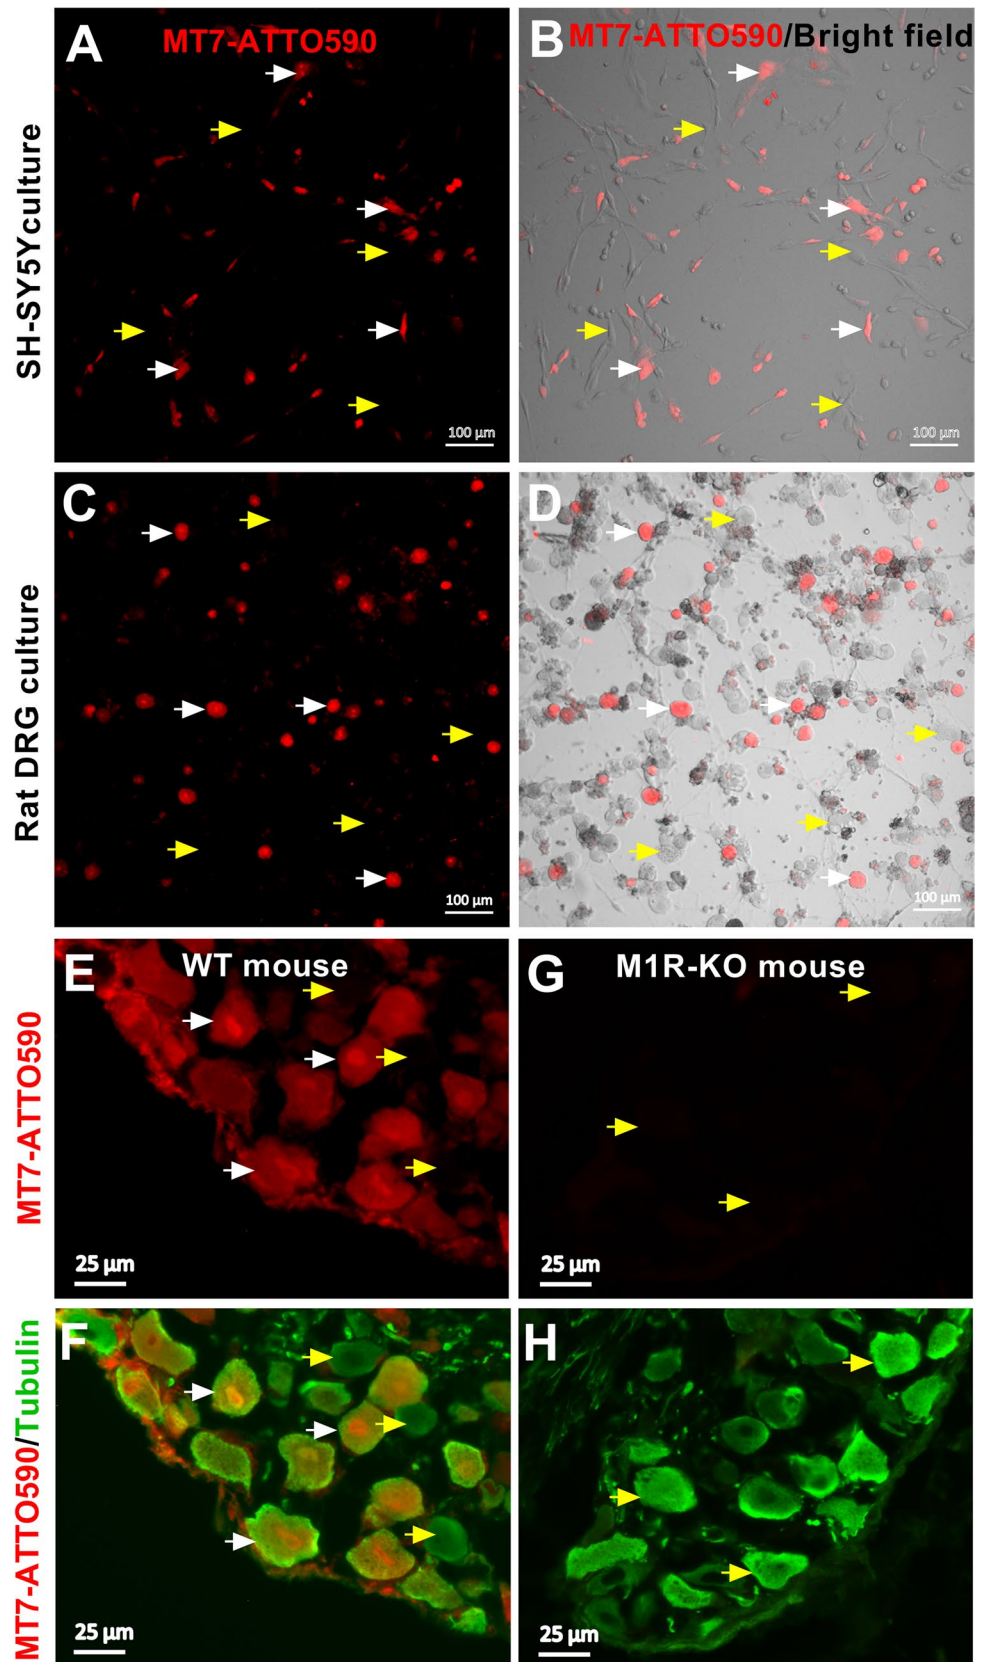 A
MT7-ATTO590
B
MT7-ATTO590/Bright field
SH-SY5Yculture
100 µm
100 µm
C
D
Rat DRG culture
100 µm
100 µm
E
WT mouse
G
M1R-KO mouse
MT7-ATTO590
25 µm
25 µm
F
H
MT7-ATTO590/Tubulin
25 µm
25 µm